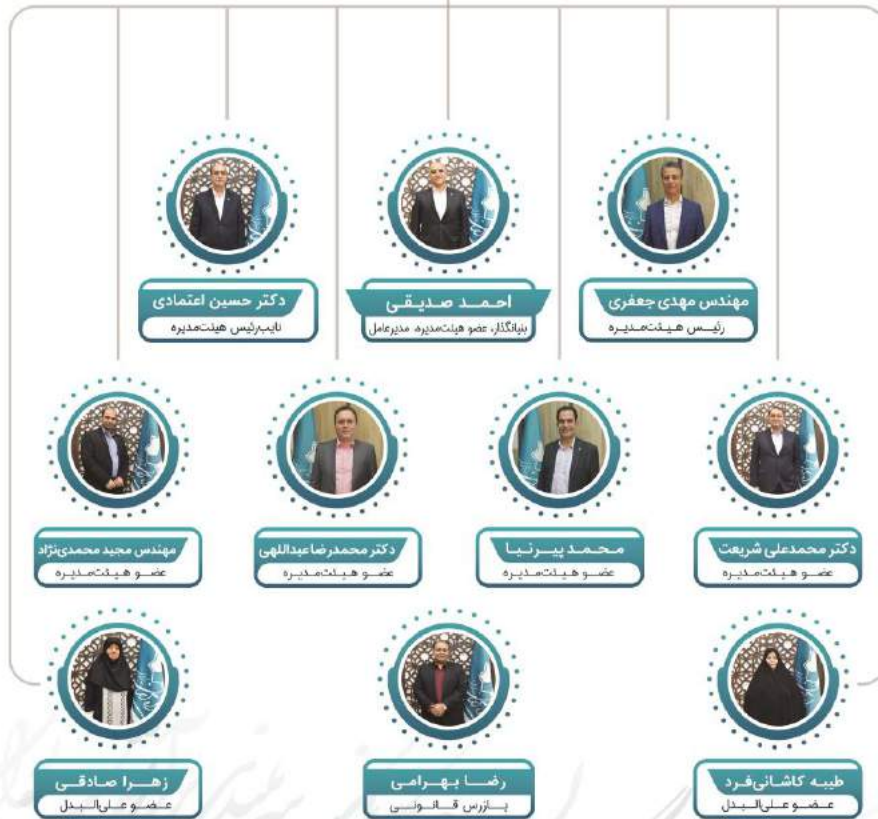 مهندس مهدی جعفری
رئیس هیئت‌مدیره
احمد صدیقی
بنیانگذار، عضو هیئت‌مدیره، مدیرعامل
دکتر حسین اعتمادی
نایب‌رئیس هیئت‌مدیره
دکتر محمدعلی شریعت
عضو هیئت‌مدیره
محمد پیرنیا
عضو هیئت‌مدیره
دکتر محمدرضا عبداللهی
عضو هیئت‌مدیره
مهندس مجید محمدی‌نژاد
عضو هیئت‌مدیره
طیبه کاشانی‌فرد
عضو علی‌البدل
رضا بهرامی
بازرس قانونی
زهرا صادقی
عضو علی‌البدل